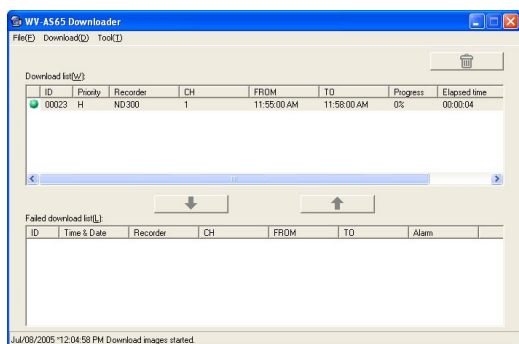 WV-AS65 Downloader
File(F) Download(D) Tool(T)
Download list(W):
ID Priority Recorder CH FROM TO Progress Elapsed time
00023 H ND300 1 11:55:00 AM 11:58:00 AM 0% 00:00:04
Failed download list(L):
ID Time & Date Recorder CH FROM TO Alarm
Jul/08/2005 *12:04:58 PM Download images started.